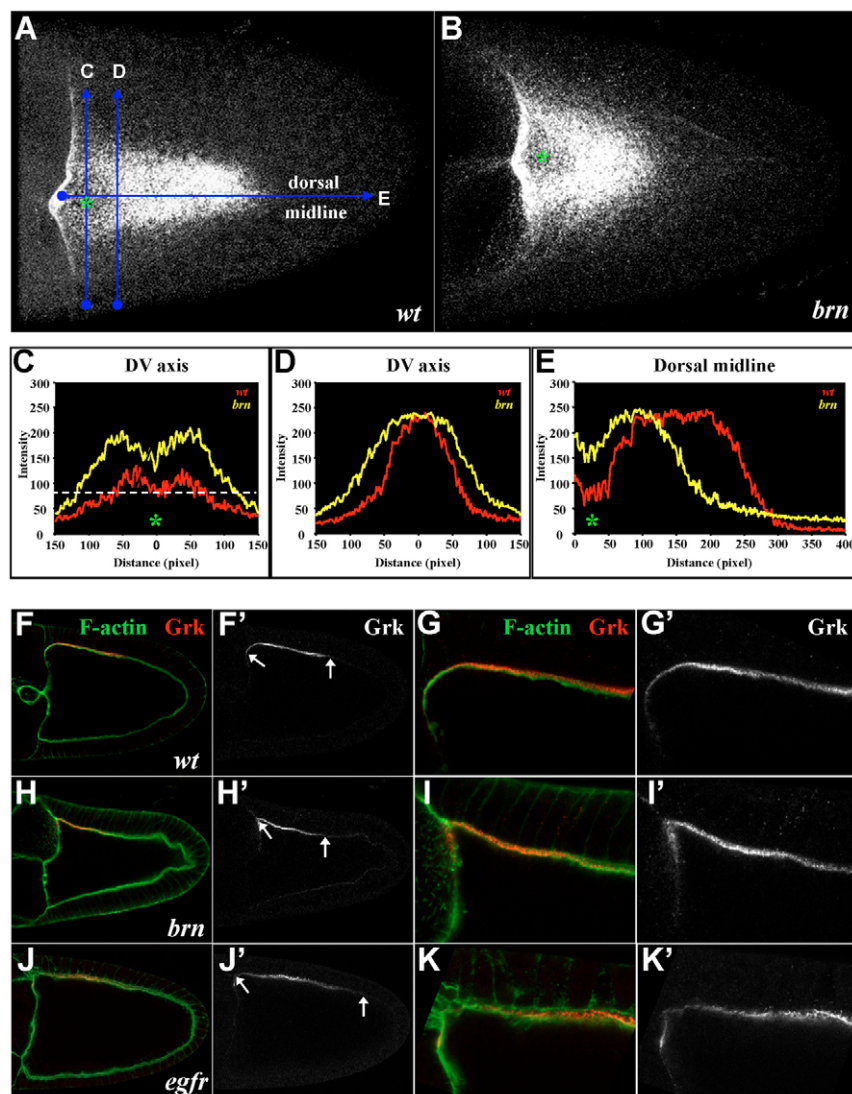 A
C D
dorsal
midline
E
wt
B
brn
C
DV axis
wt
brn
Intensity
300
250
200
150
100
50
0
*
150 100 50 0 50 100 150
Distance (pixel)
D
DV axis
wt
brn
Intensity
300
250
200
150
100
50
0
150 100 50 0 50 100 150
Distance (pixel)
E
Dorsal midline
wt
brn
Intensity
300
250
200
150
100
50
0
*
0 50 100 150 200 250 300 350 400
Distance (pixel)
F F-actin Grk
wt
F' Grk
G F-actin Grk
G' Grk
H
brn
H'
I
I'
J
egfr
J'
K
K'